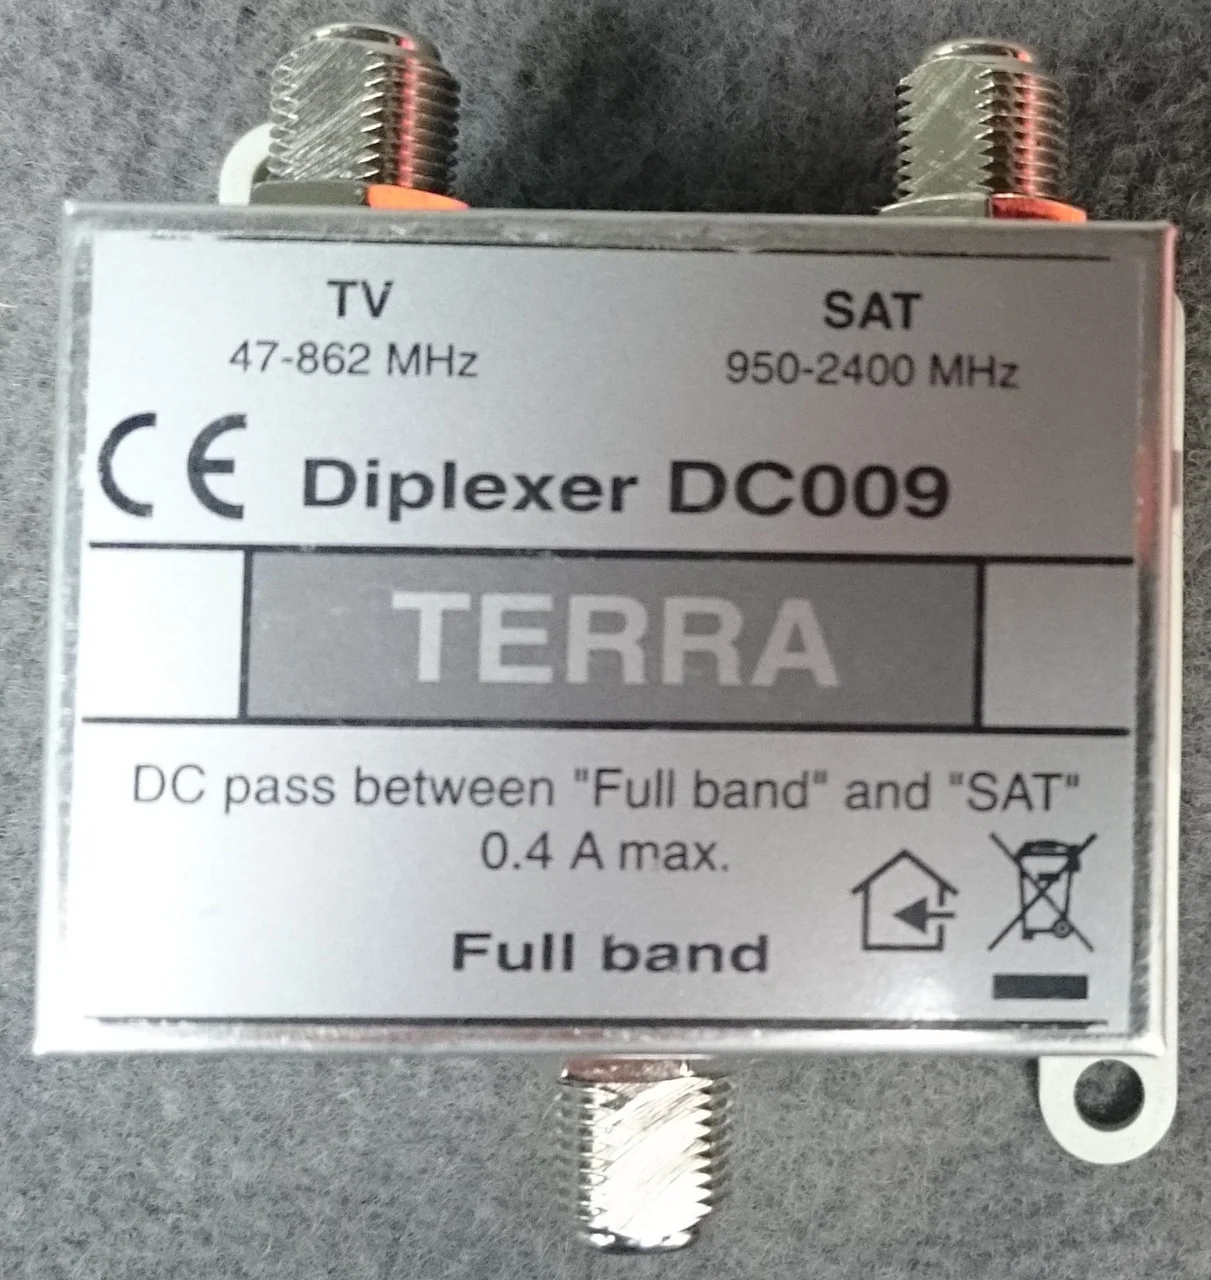 TV
47-862 MHz
SAT
950-2400 MHz
CE Diplexer DC009
TERRA
DC pass between "Full band" and "SAT"
0.4 A max.
Full band